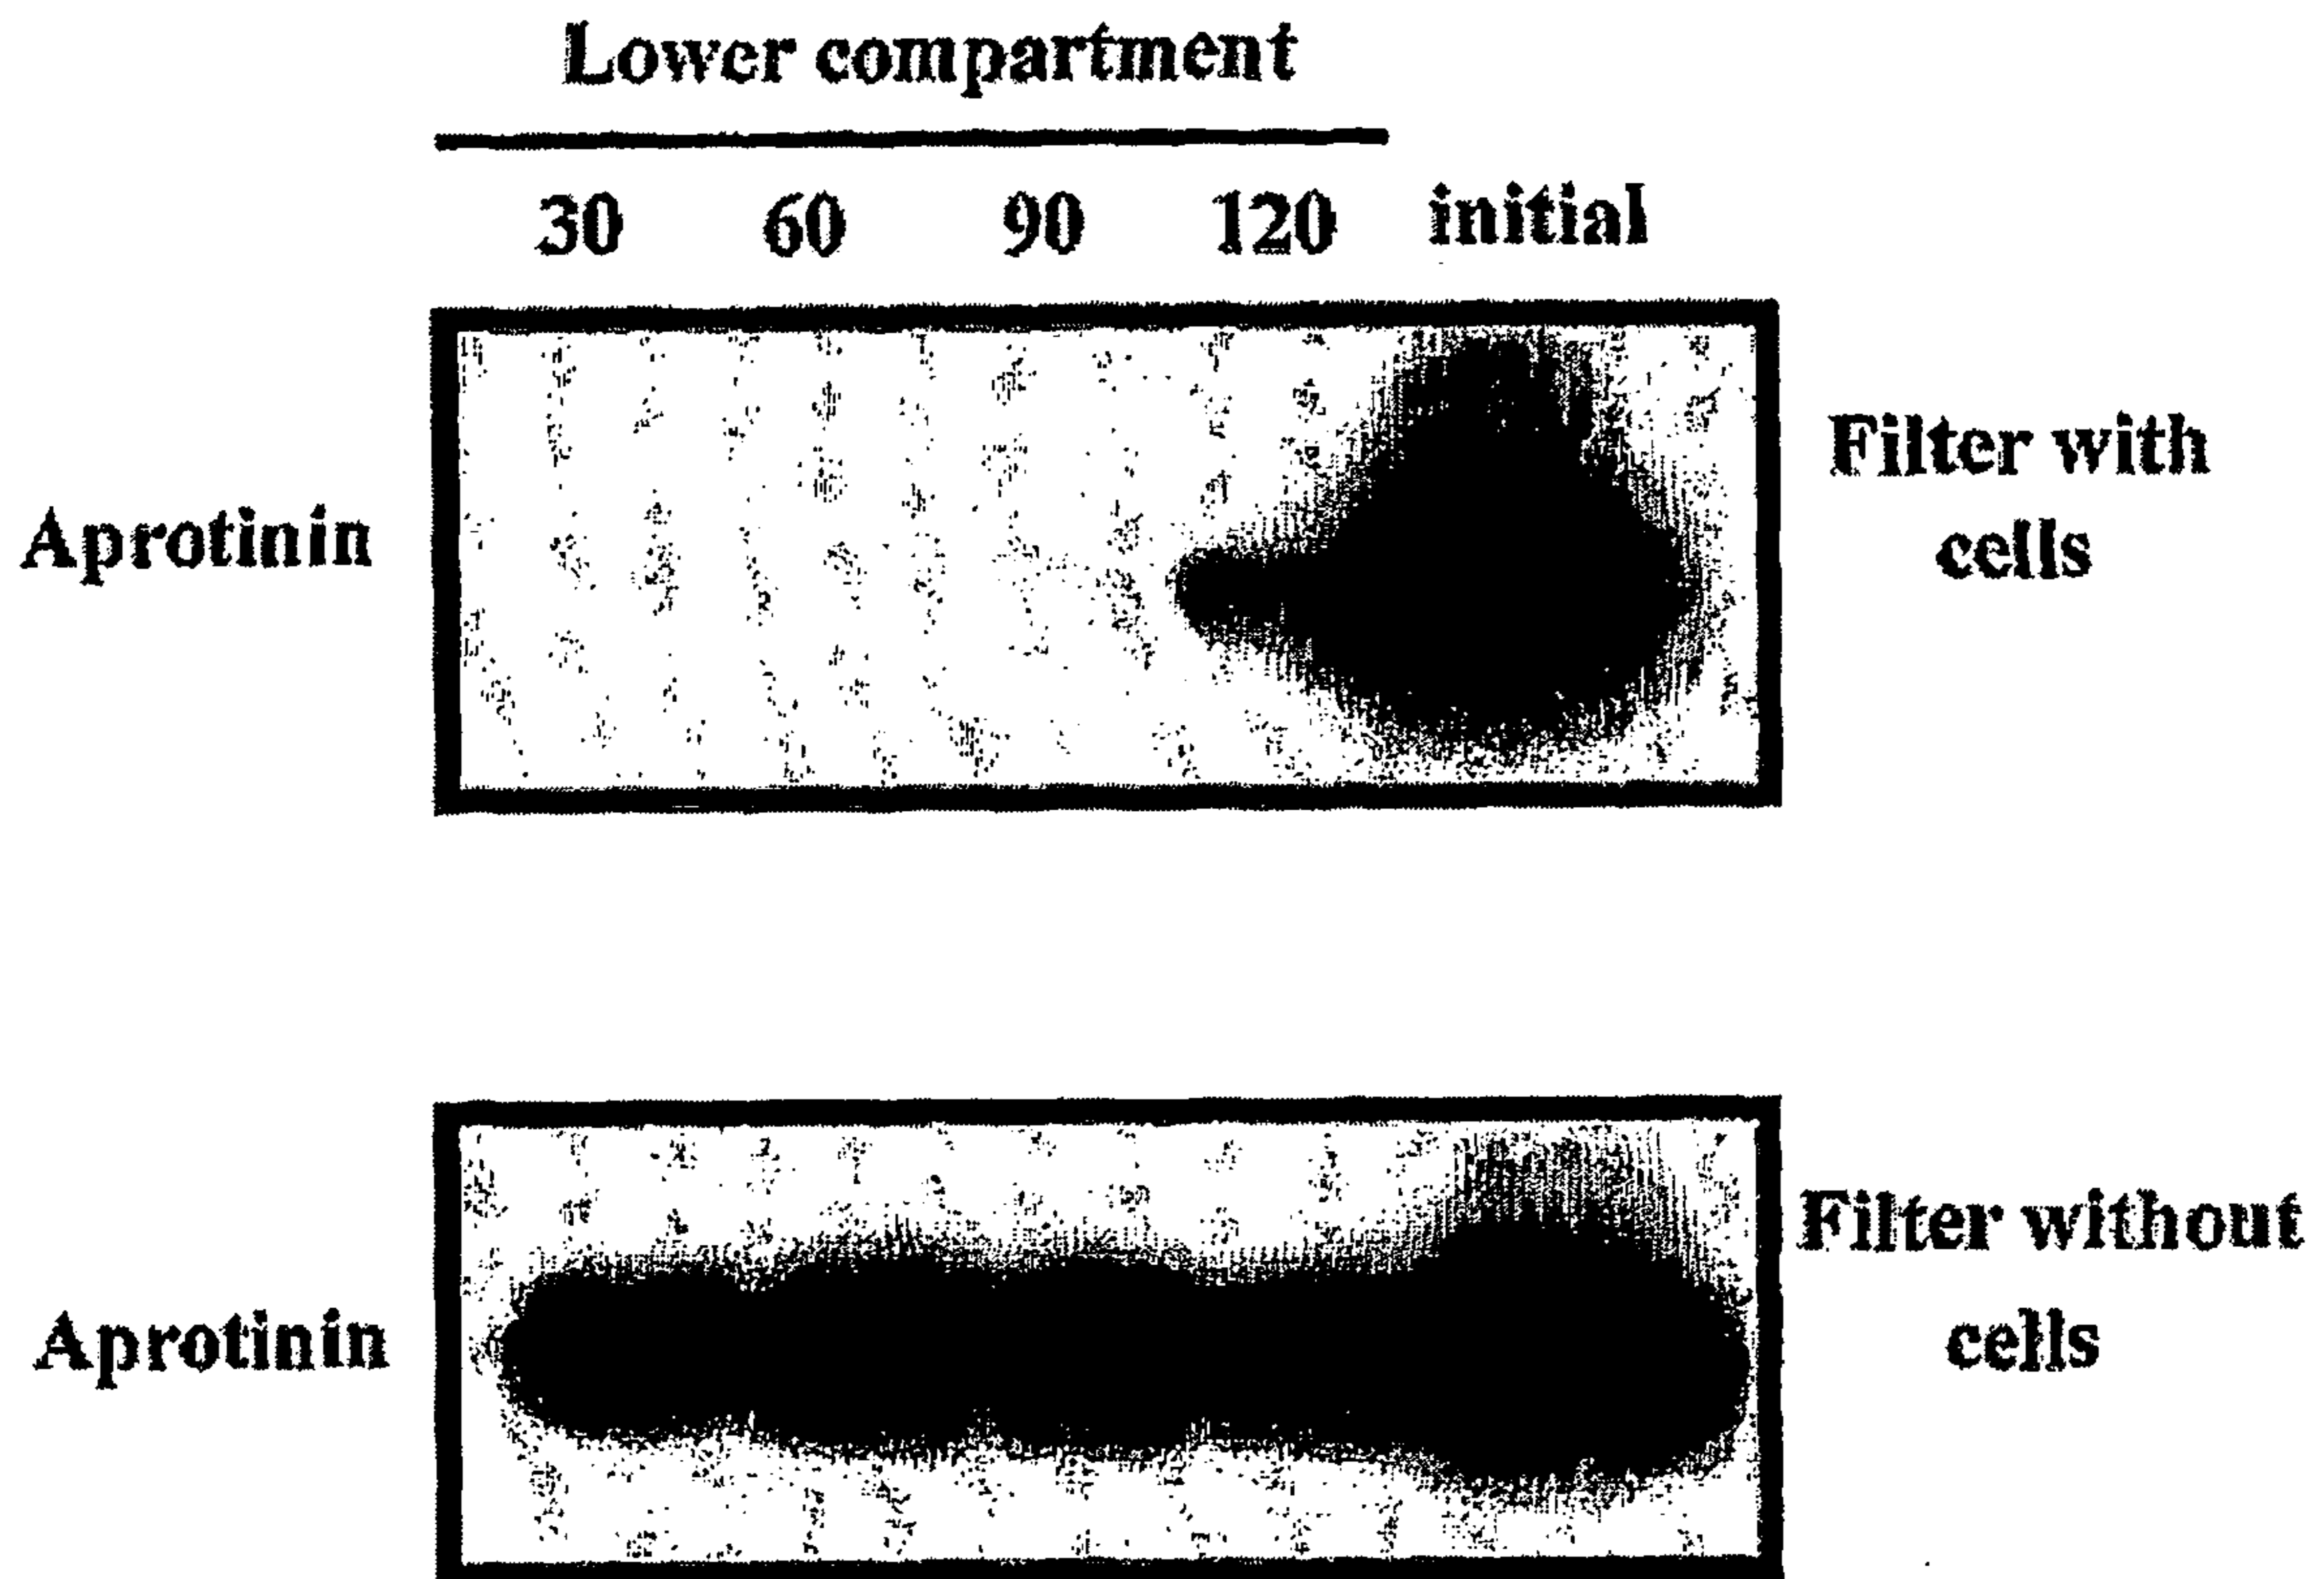 Lower compartment
30 60 90 120 initial
Aprotinin
Filter with
cells
Aprotinin
Filter without
cells